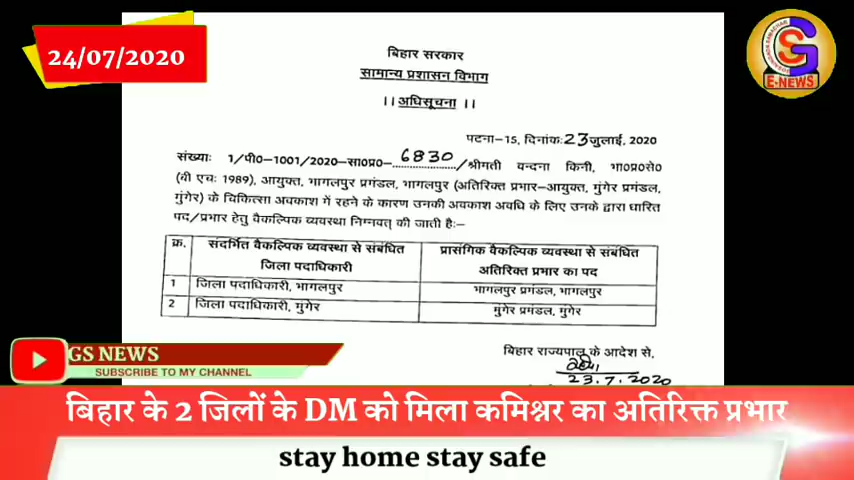 24/07/2020
G
E-NEWS
बिहार सरकार
सामान्य प्रशासन विभाग
।। अधिसूचना ।।
पटना-15, दिनांक: 23 जुलाई, 2020
संख्याः 1/पी0-1001/2020-सा0प्र0- 6830 /श्रीमती वन्दना किनी, भा०प्र०से०
(बी एचः 1989), आयुक्त, भागलपुर प्रमंडल, भागलपुर (अतिरिक्त प्रभार-आयुक्त, मुंगेर प्रमंडल,
मुंगेर) के चिकित्सा अवकाश में रहने के कारण उनकी अवकाश अवधि के लिए उनके द्वारा धारित
पद/प्रभार हेतु वैकल्पिक व्यवस्था निम्नवत् की जाती है:-
क्र. संदर्भित वैकल्पिक व्यवस्था से संबंधित जिला पदाधिकारी प्रासंगिक वैकल्पिक व्यवस्था से संबंधित अतिरिक्त प्रभार का पद
1 जिला पदाधिकारी, भागलपुर भागलपुर प्रमंडल, भागलपुर
2 जिला पदाधिकारी, मुंगेर मुंगेर प्रमंडल, मुंगेर
बिहार राज्यपाल के आदेश से,
23.7.2020
GS NEWS
SUBSCRIBE TO MY CHANNEL
बिहार के 2 जिलों के DM को मिला कमिश्नर का अतिरिक्त प्रभार
stay home stay safe